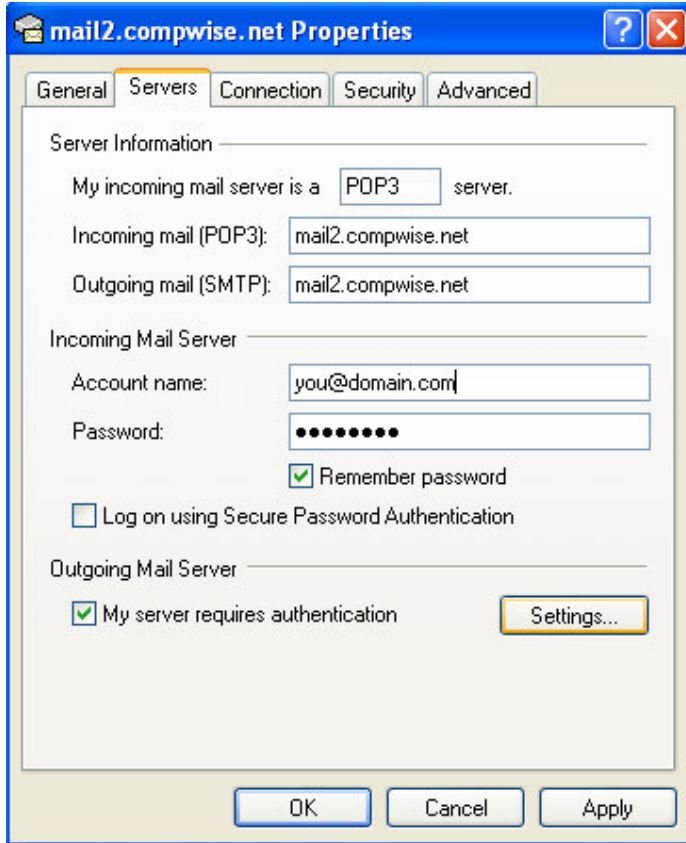 mail2.compwise.net Properties
General Servers Connection Security Advanced
Server Information
My incoming mail server is a POP3 server.
Incoming mail (POP3): mail2.compwise.net
Outgoing mail (SMTP): mail2.compwise.net
Incoming Mail Server
Account name: you@domain.com
Password: ●●●●●●●●
Remember password
Log on using Secure Password Authentication
Outgoing Mail Server
My server requires authentication Settings...
OK Cancel Apply